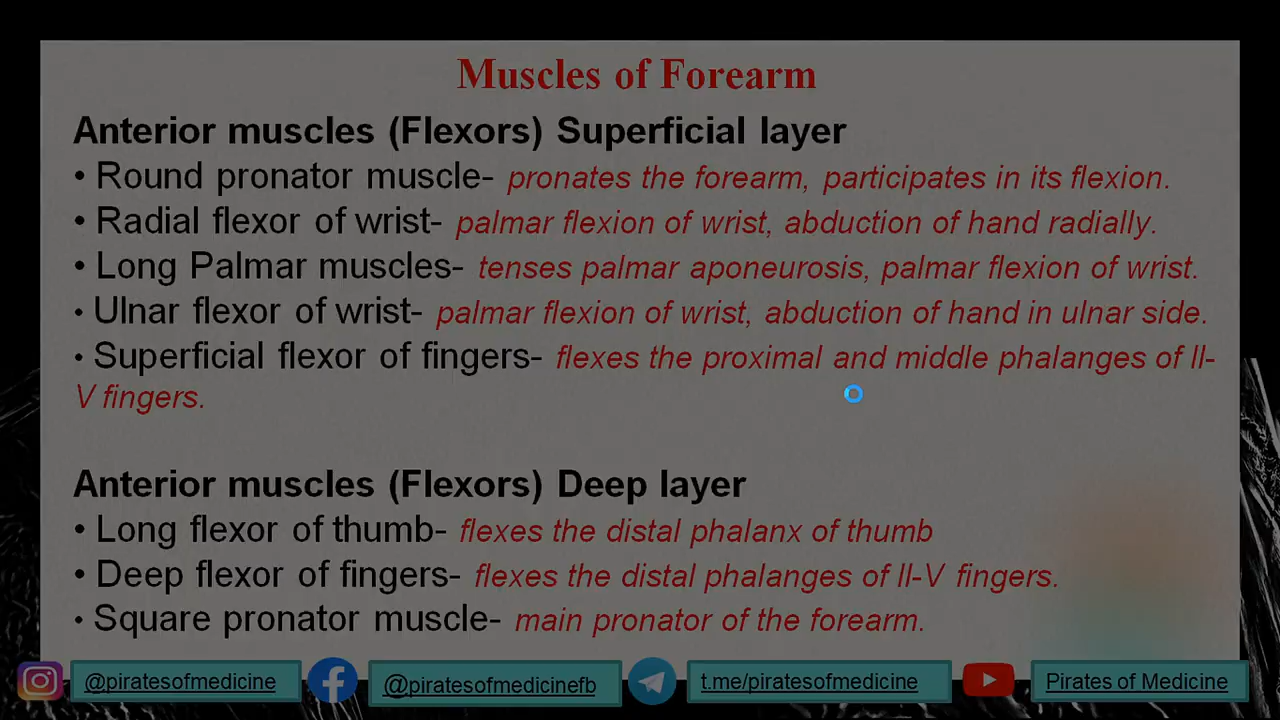 Muscles of Forearm
Anterior muscles (Flexors) Superficial layer
• Round pronator muscle- pronates the forearm, participates in its flexion.
• Radial flexor of wrist- palmar flexion of wrist, abduction of hand radially.
• Long Palmar muscles- tenses palmar aponeurosis, palmar flexion of wrist.
• Ulnar flexor of wrist- palmar flexion of wrist, abduction of hand in ulnar side.
• Superficial flexor of fingers- flexes the proximal and middle phalanges of II-
V fingers.
Anterior muscles (Flexors) Deep layer
• Long flexor of thumb- flexes the distal phalanx of thumb
• Deep flexor of fingers- flexes the distal phalanges of II-V fingers.
• Square pronator muscle- main pronator of the forearm.
@piratesofmedicine @piratesofmedicinefb t.me/piratesofmedicine Pirates of Medicine